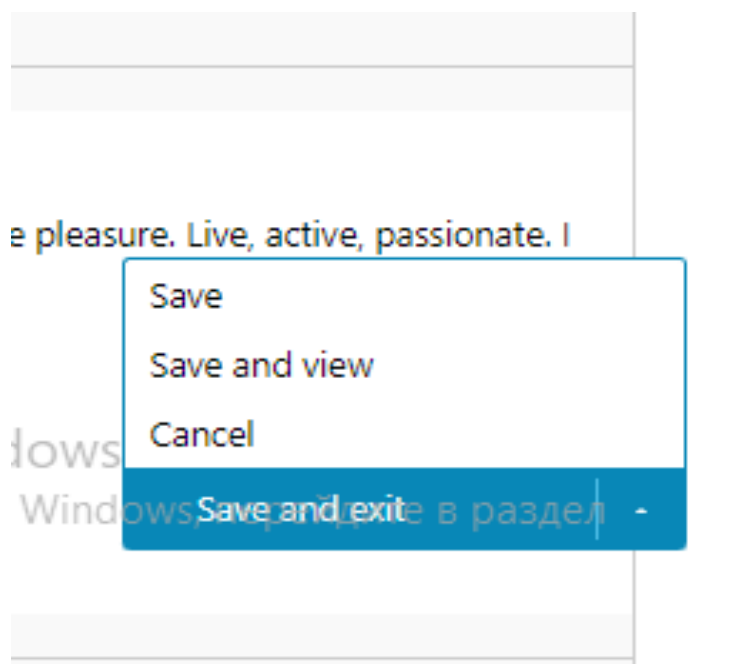 e pleasure. Live, active, passionate. I
Save
Save and view
Cancel
dows
Save and exit
Windows, перейдите в раздел